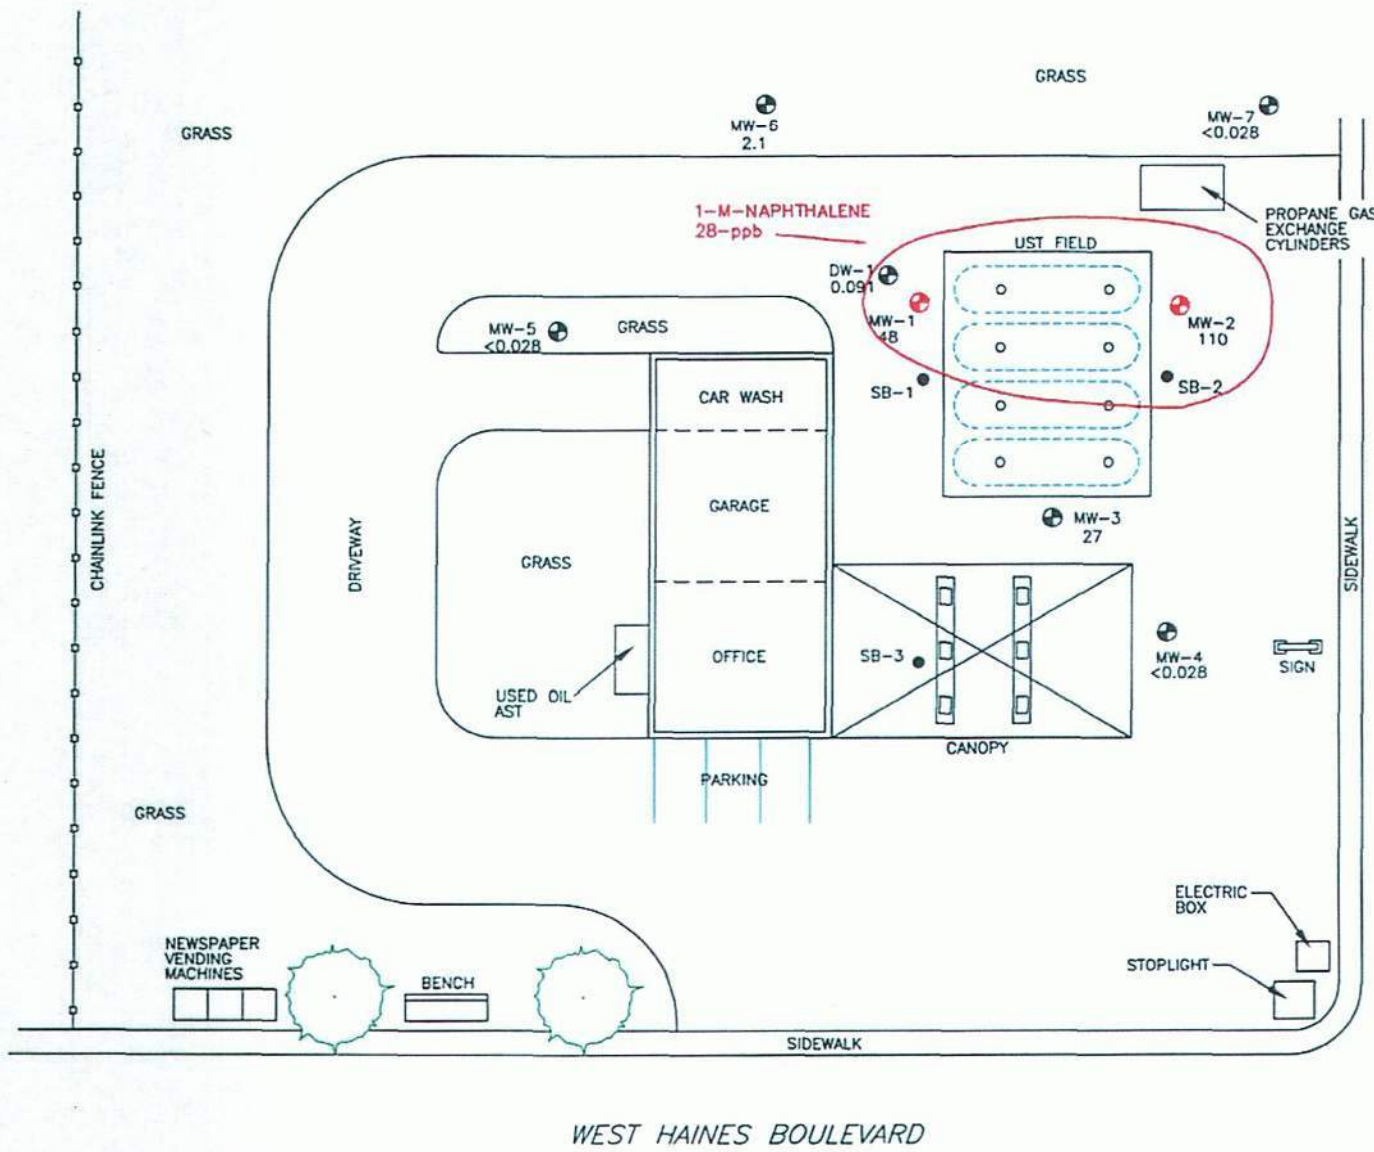 GRASS
MW-6
2.1
MW-7
<0.028
GRASS
1-M-NAPHTHALENE
28-ppb
PROPANE GAS
EXCHANGE
CYLINDERS
UST FIELD
DW-1
0.091
MW-1
48
MW-2
110
MW-5
<0.028
GRASS
SB-1
SB-2
CAR WASH
CHAINLINK FENCE
GARAGE
MW-3
27
DRIVEWAY
GRASS
SIDEWALK
SB-3
OFFICE
MW-4
<0.028
SIGN
USED OIL
AST
CANOPY
PARKING
GRASS
ELECTRIC
BOX
NEWSPAPER
VENDING
MACHINES
BENCH
STOPLIGHT
SIDEWALK
WEST HAINES BOULEVARD